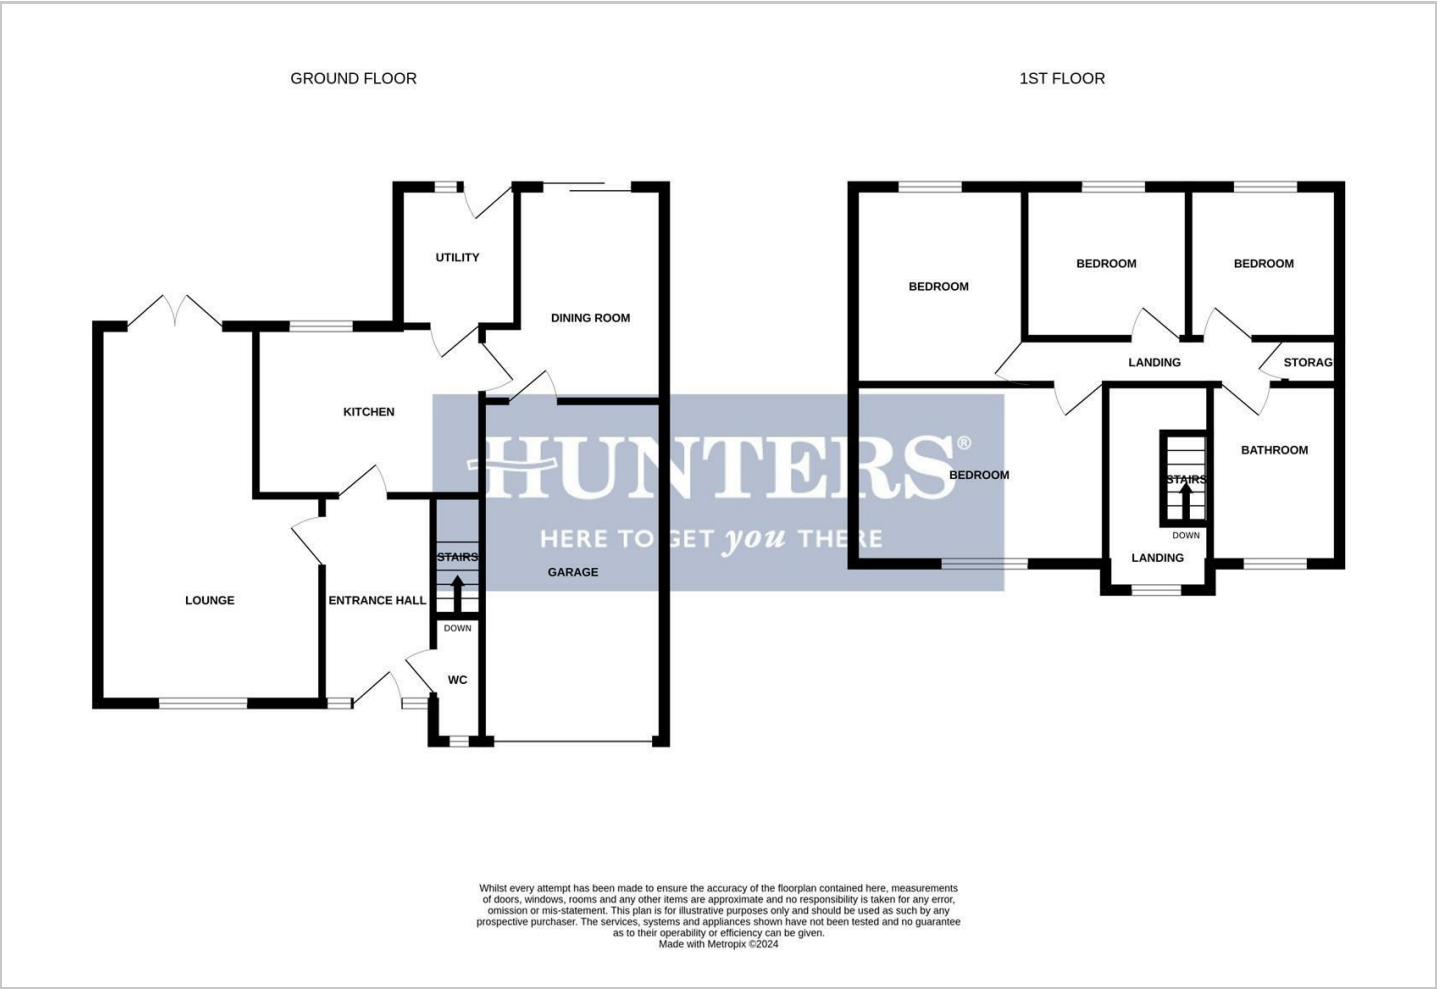 GROUND FLOOR
1ST FLOOR
UTILITY
DINING ROOM
KITCHEN
LOUNGE
ENTRANCE HALL
STAIRS
DOWN
WC
GARAGE
BEDROOM
BEDROOM
BEDROOM
LANDING
STORAG
BEDROOM
BATHROOM
STAIRS
DOWN
LANDING
HUNTERS®
HERE TO GET you THERE
Whilst every attempt has been made to ensure the accuracy of the floorplan contained here, measurements
of doors, windows, rooms and any other items are approximate and no responsibility is taken for any error,
omission or mis-statement. This plan is for illustrative purposes only and should be used as such by any
prospective purchaser. The services, systems and appliances shown have not been tested and no guarantee
as to their operability or efficiency can be given.
Made with Metropix ©2024